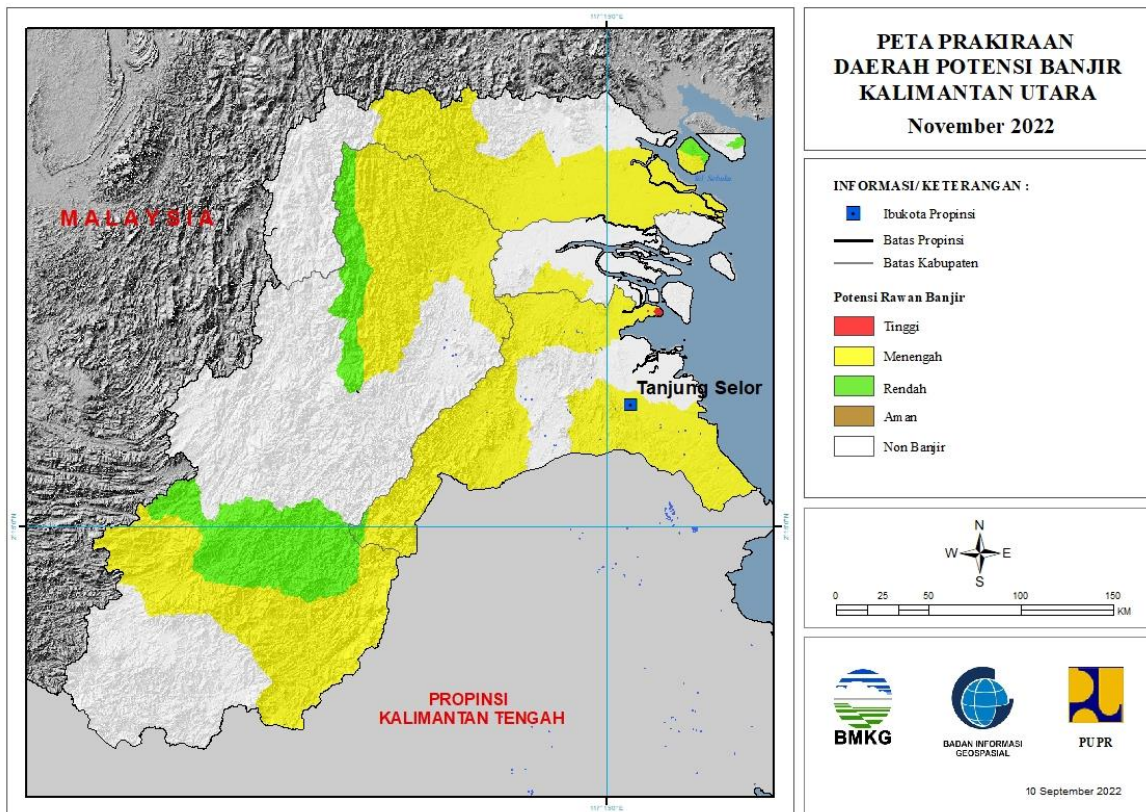 PETA PRAKIRAAN
DAERAH POTENSI BANJIR
KALIMANTAN UTARA
November 2022
INFORMASI/ KETERANGAN :
Ibukota Propinsi
Batas Propinsi
Batas Kabupaten
Potensi Rawan Banjir
Tinggi
Menengah
Rendah
Aman
Non Banjir
MALAYSIA
Tanjung Selor
PROPINSI
KALIMANTAN TENGAH
N
W E
S
0 25 50 100 150
KM
BMKG
BADAN INFORMASI
GEOSPASIAL
PUPR
10 September 2022